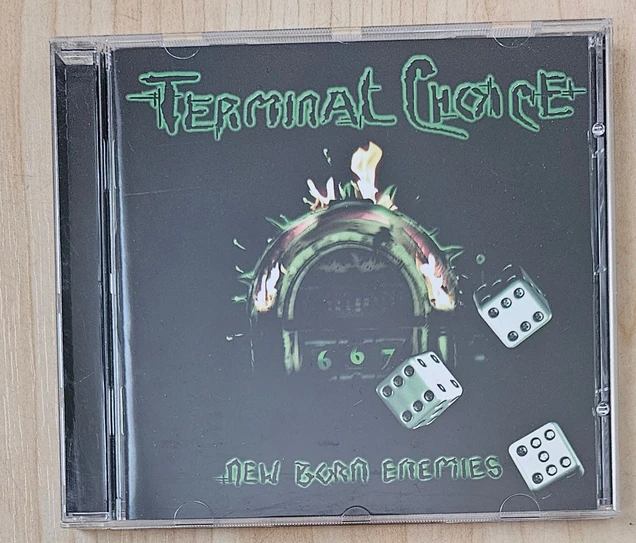 TERMINAL CHOICE
667
NEW BORN ENEMIES